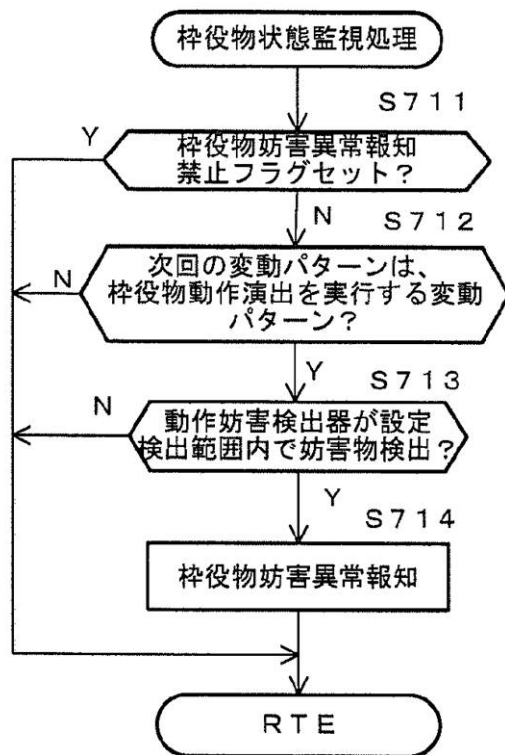 枠役物状態監視処理
S711
Y
枠役物妨害異常報知
禁止フラグセット?
N
S712
N
次回の変動パターンは、
枠役物動作演出を実行する変動
パターン?
Y
S713
N
動作妨害検出器が設定
検出範囲内で妨害物検出?
Y
S714
枠役物妨害異常報知
RTE